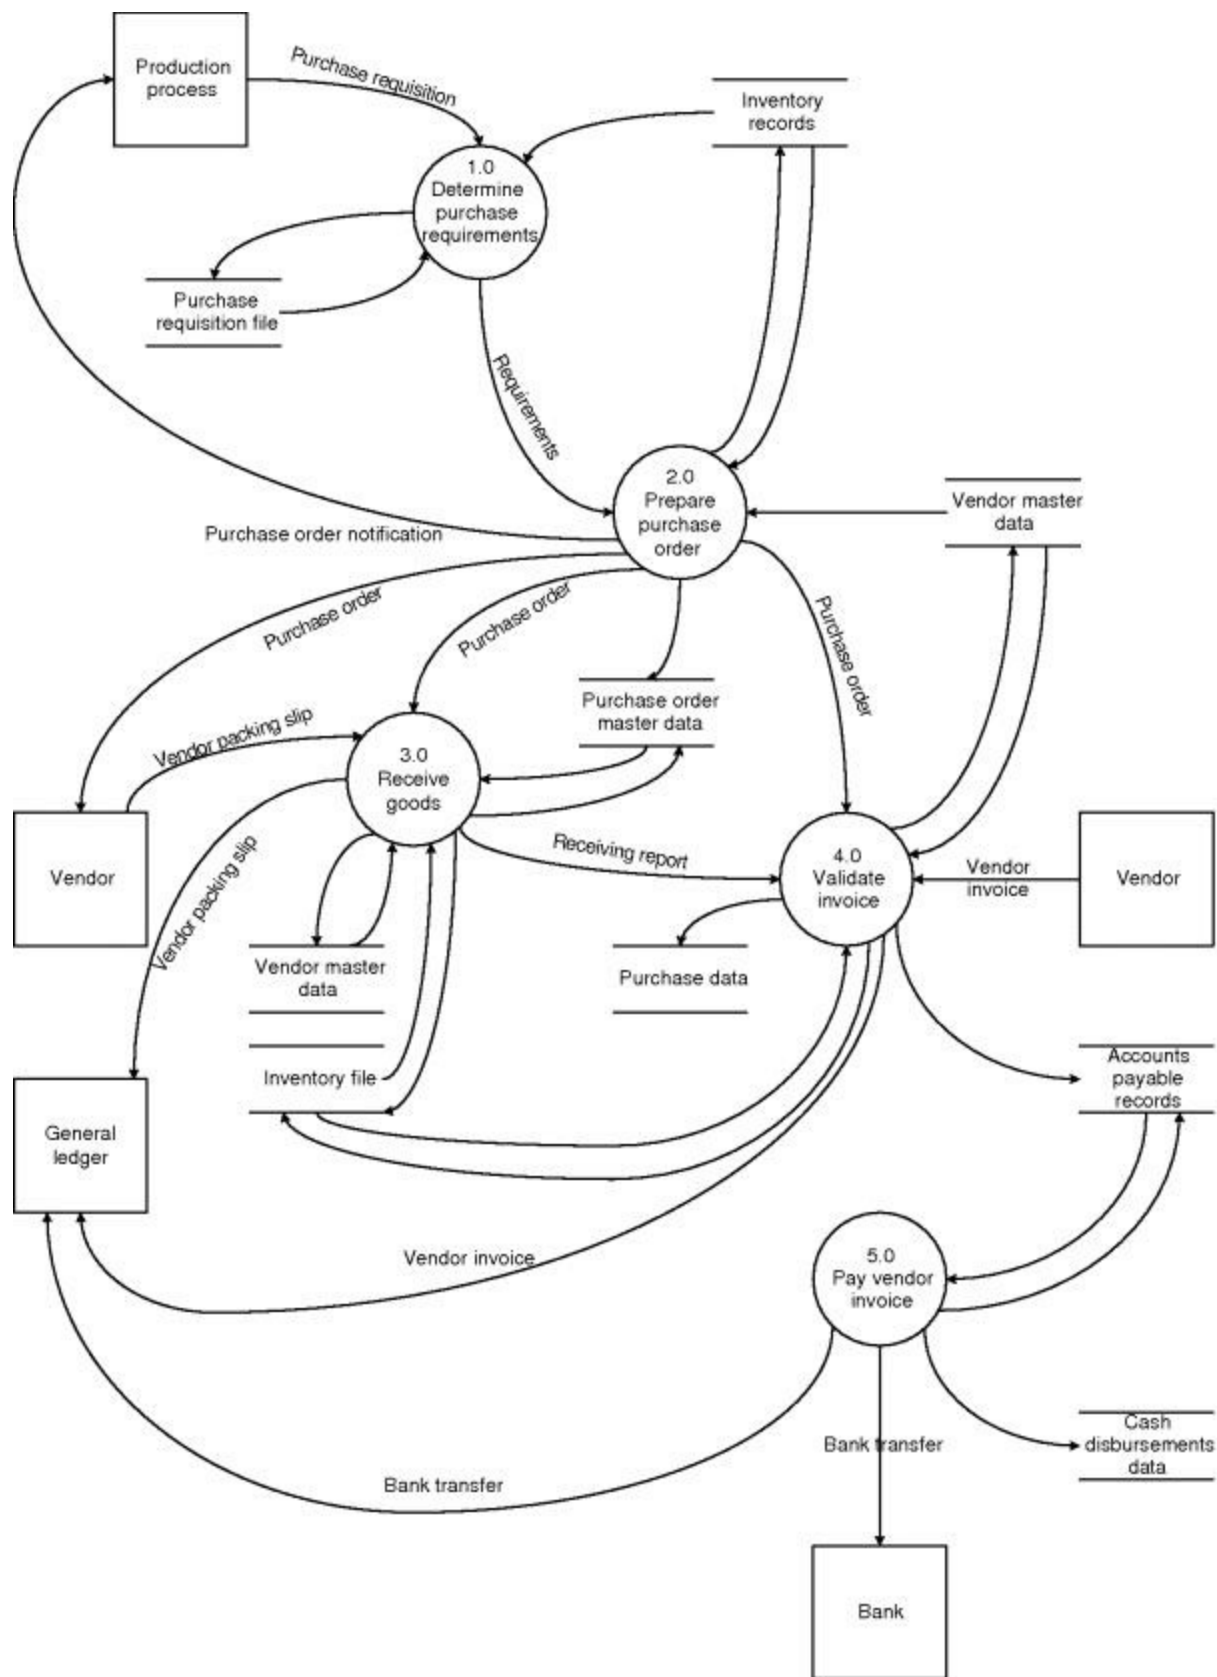 Production
process
Purchase requisition
Inventory
records
1.0
Determine
purchase
requirements
Purchase
requisition file
Requirements
2.0
Prepare
purchase
order
Vendor master
data
Purchase order notification
Purchase order
Purchase order
Purchase order
Purchase order
master data
Vendor packing slip
3.0
Receive
goods
Vendor
Vendor packing slip
Receiving report
4.0
Validate
invoice
Vendor
invoice
Vendor
Vendor master
data
Purchase data
Inventory file
Accounts
payable
records
General
ledger
Vendor invoice
5.0
Pay vendor
invoice
Bank transfer
Bank transfer
Cash
disbursements
data
Bank